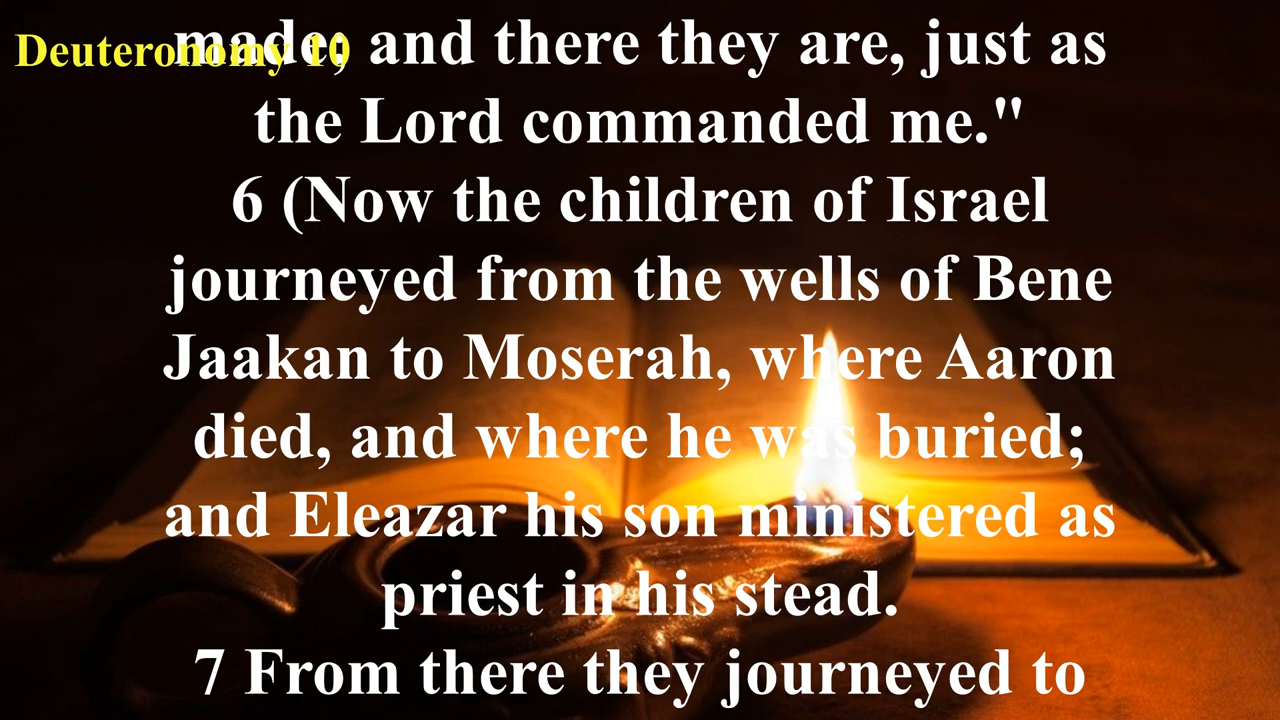 Deuteronomy 10
made; and there they are, just as
the Lord commanded me."
6 (Now the children of Israel
journeyed from the wells of Bene
Jaakan to Moserah, where Aaron
died, and where he was buried;
and Eleazar his son ministered as
priest in his stead.
7 From there they journeyed to